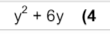 y² + 6y (4